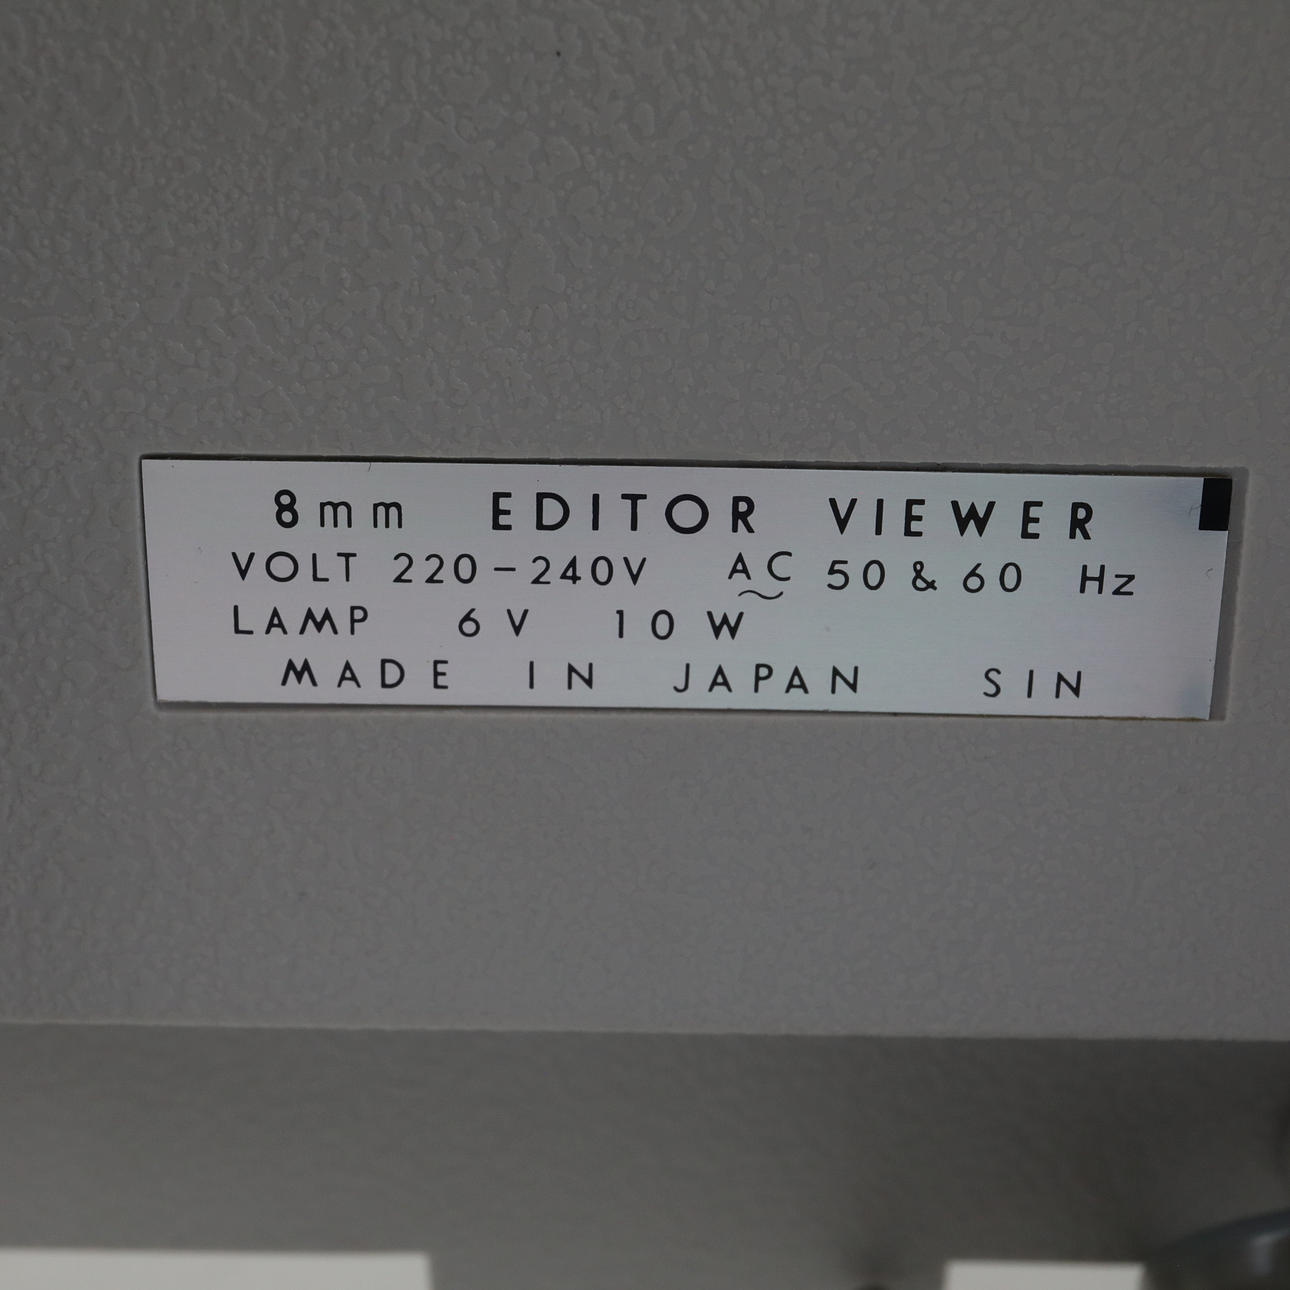 8mm EDITOR VIEWER
VOLT 220-240V AC 50 & 60 Hz
LAMP 6V 10W
MADE IN JAPAN SIN